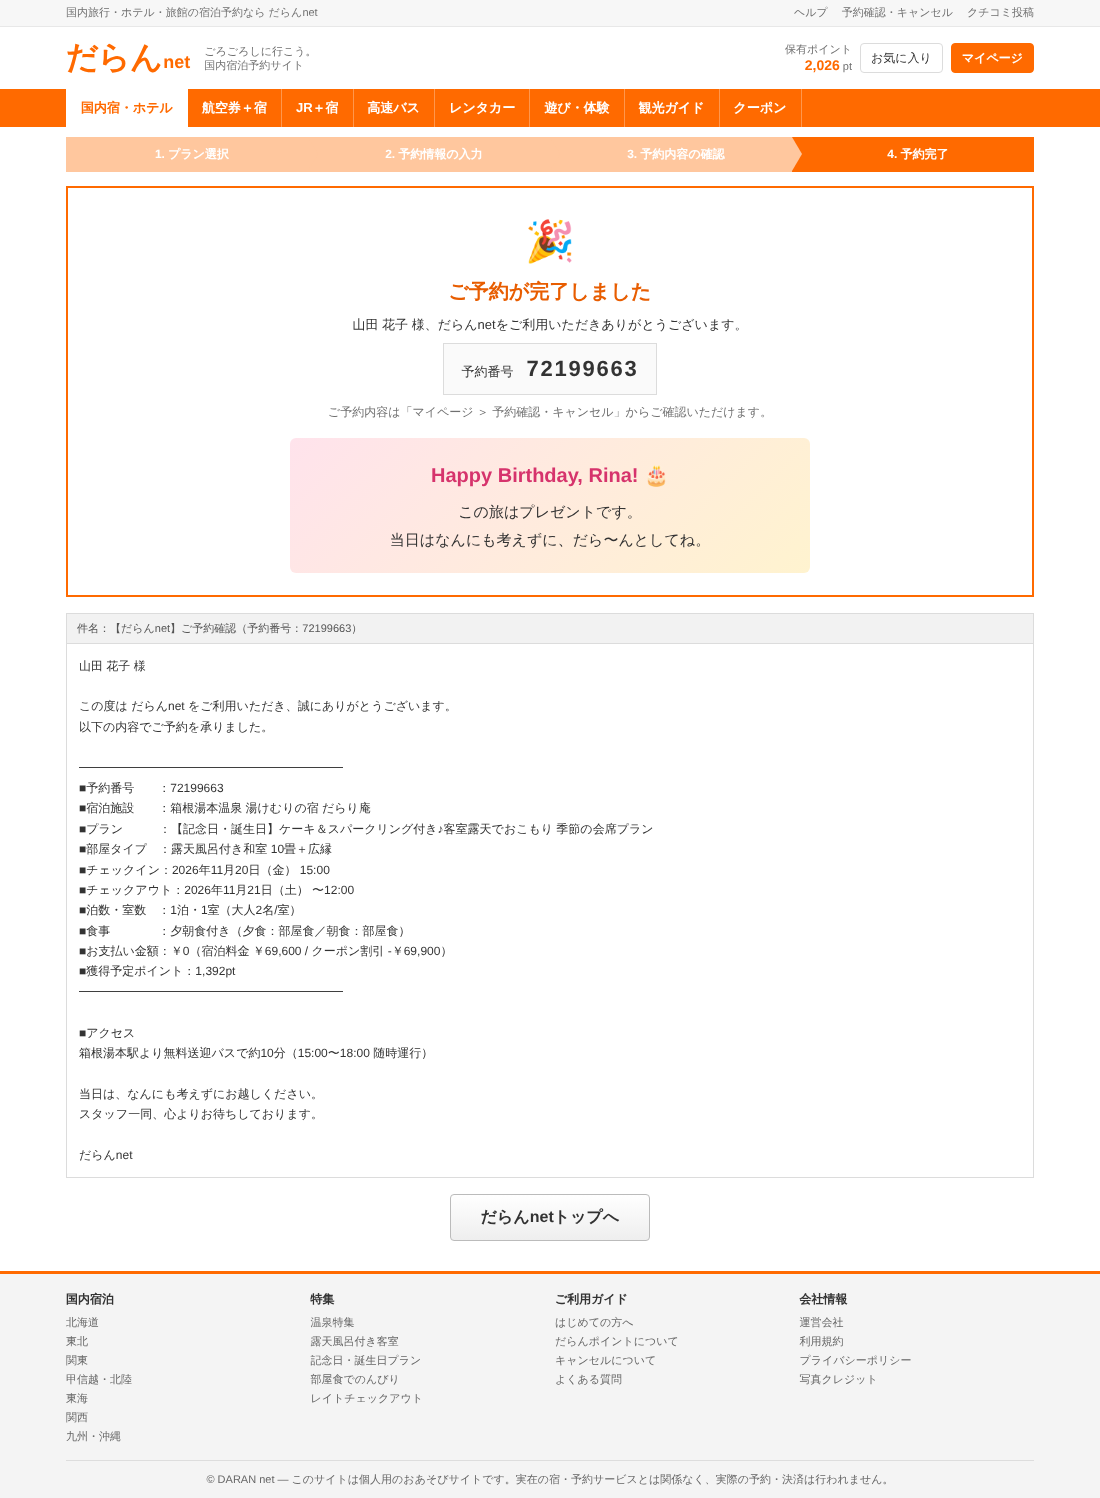 国内旅行・ホテル・旅館の宿泊予約なら だらんnet
ヘルプ 予約確認・キャンセル クチコミ投稿
だらんnet
ごろごろしに行こう。
国内宿泊予約サイト
保有ポイント
2,026 pt
お気に入り
マイページ
国内宿・ホテル 航空券＋宿 JR＋宿 高速バス レンタカー 遊び・体験 観光ガイド クーポン
1. プラン選択 2. 予約情報の入力 3. 予約内容の確認 4. 予約完了
ご予約が完了しました
山田 花子 様、だらんnetをご利用いただきありがとうございます。
予約番号 72199663
ご予約内容は「マイページ ＞ 予約確認・キャンセル」からご確認いただけます。
Happy Birthday, Rina! 🎂
この旅はプレゼントです。
当日はなんにも考えずに、だら〜んとしてね。
件名：【だらんnet】ご予約確認（予約番号：72199663）
山田 花子 様
この度は だらんnet をご利用いただき、誠にありがとうございます。
以下の内容でご予約を承りました。
■予約番号　　：72199663
■宿泊施設　　：箱根湯本温泉 湯けむりの宿 だらり庵
■プラン　　　：【記念日・誕生日】ケーキ＆スパークリング付き♪客室露天でおこもり 季節の会席プラン
■部屋タイプ　：露天風呂付き和室 10畳＋広縁
■チェックイン：2026年11月20日（金） 15:00
■チェックアウト：2026年11月21日（土） 〜12:00
■泊数・室数　：1泊・1室（大人2名/室）
■食事　　　　：夕朝食付き（夕食：部屋食／朝食：部屋食）
■お支払い金額：￥0（宿泊料金 ￥69,600 / クーポン割引 -￥69,900）
■獲得予定ポイント：1,392pt
■アクセス
箱根湯本駅より無料送迎バスで約10分（15:00〜18:00 随時運行）
当日は、なんにも考えずにお越しください。
スタッフ一同、心よりお待ちしております。
だらんnet
だらんnetトップへ
国内宿泊
北海道
東北
関東
甲信越・北陸
東海
関西
九州・沖縄
特集
温泉特集
露天風呂付き客室
記念日・誕生日プラン
部屋食でのんびり
レイトチェックアウト
ご利用ガイド
はじめての方へ
だらんポイントについて
キャンセルについて
よくある質問
会社情報
運営会社
利用規約
プライバシーポリシー
写真クレジット
© DARAN net — このサイトは個人用のおあそびサイトです。実在の宿・予約サービスとは関係なく、実際の予約・決済は行われません。